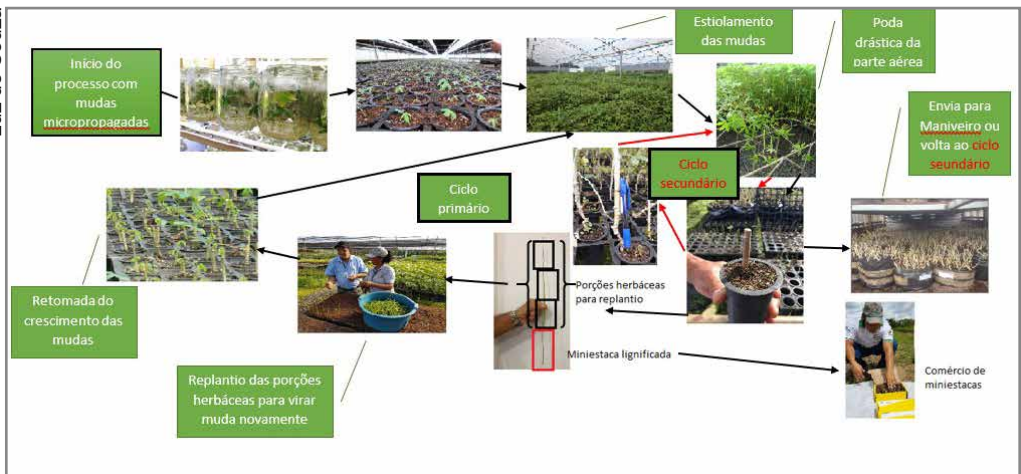 Início do
processo com
mudas
micropropagadas
Estiolamento
das mudas
Poda
drástica da
parte aérea
Envia para
Maniveiro ou
volta ao ciclo
seundário
Ciclo
secundário
Ciclo
primário
Porções herbáceas
para replantio
Retomada do
crescimento das
mudas
Miniestaca lignificada
Replantio das porções
herbáceas para virar
muda novamente
Comércio de
miniestacas